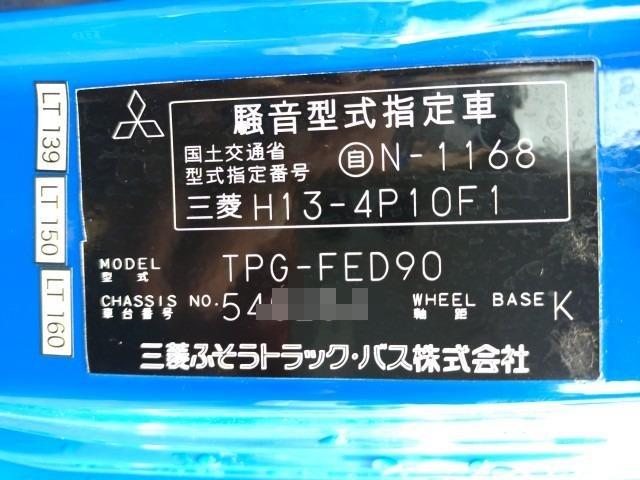 LT 139
LT 150
LT 160
騒音型式指定車
国土交通省
型式指定番号
自 N-1168
三菱 H13-4P10F1
MODEL
型式
TPG-FED90
CHASSIS NO.
車台番号
54
WHEEL BASE
軸距
K
三菱ふそうトラック・バス株式会社